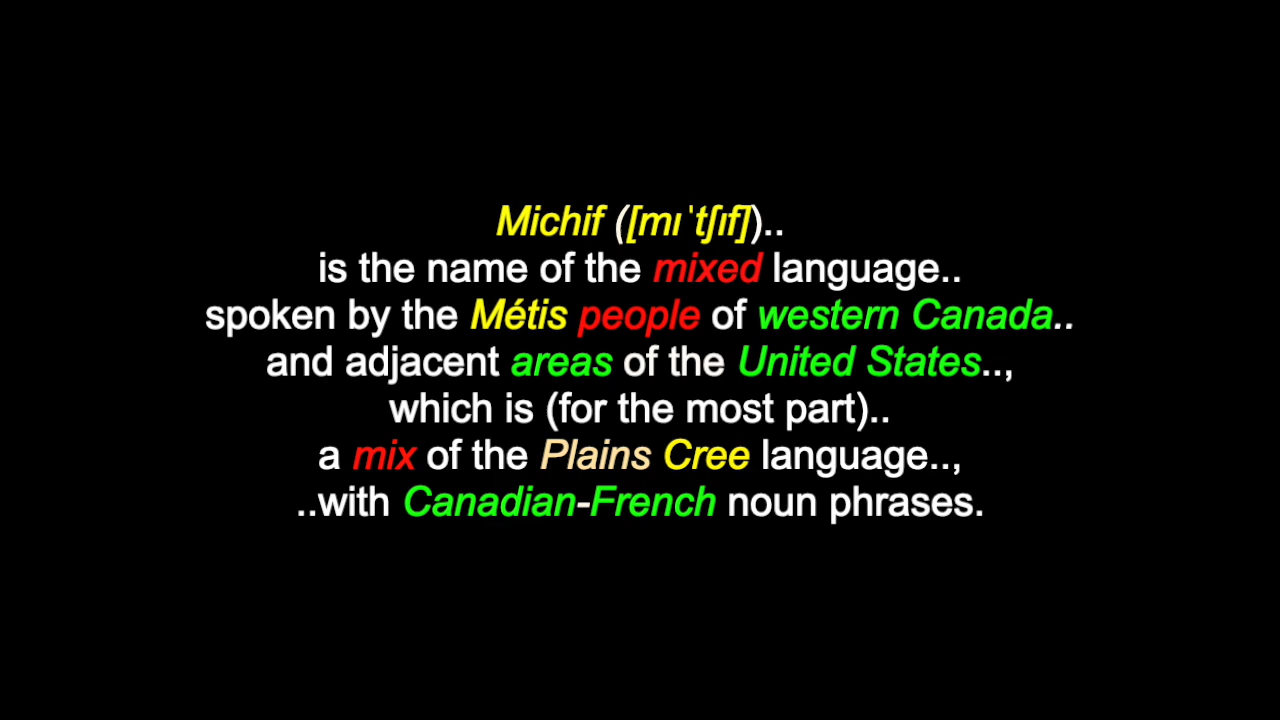 Michif ([mɪˈtʃɪf])..
is the name of the mixed language..
spoken by the Métis people of western Canada..
and adjacent areas of the United States..,
which is (for the most part)..
a mix of the Plains Cree language..,
..with Canadian-French noun phrases.